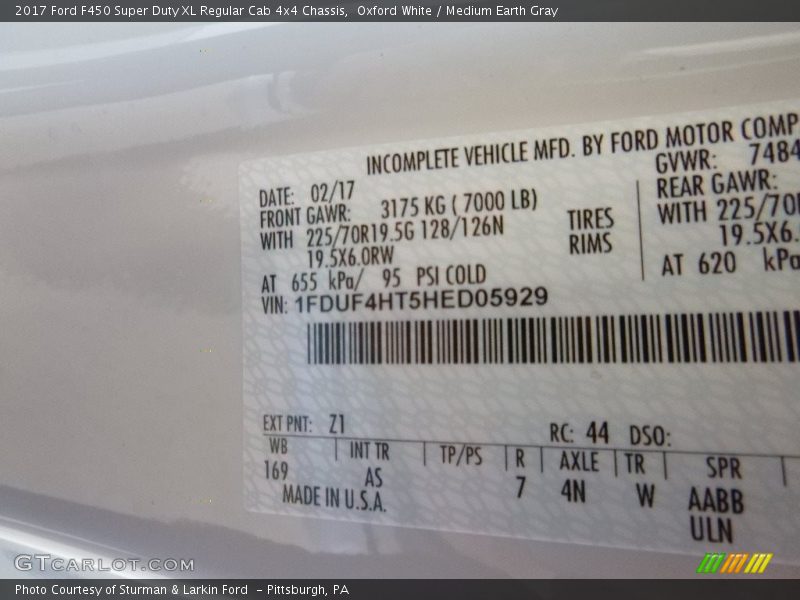 2017 Ford F450 Super Duty XL Regular Cab 4x4 Chassis, Oxford White / Medium Earth Gray
INCOMPLETE VEHICLE MFD. BY FORD MOTOR COMP
DATE: 02/17
GVWR: 7484
FRONT GAWR: 3175 KG ( 7000 LB)
REAR GAWR:
WITH 225/70R19.5G 128/126N TIRES
WITH 225/70
19.5X6.0RW RIMS
19.5X6.
AT 655 kPa/ 95 PSI COLD
AT 620 kPa
VIN: 1FDUF4HT5HED05929
EXT PNT: Z1 RC: 44 DSO:
WB INT TR TP/PS R AXLE TR SPR
169 AS 7 4N W AABB
MADE IN U.S.A. ULN
GTCARLOT.COM
Photo Courtesy of Sturman & Larkin Ford - Pittsburgh, PA